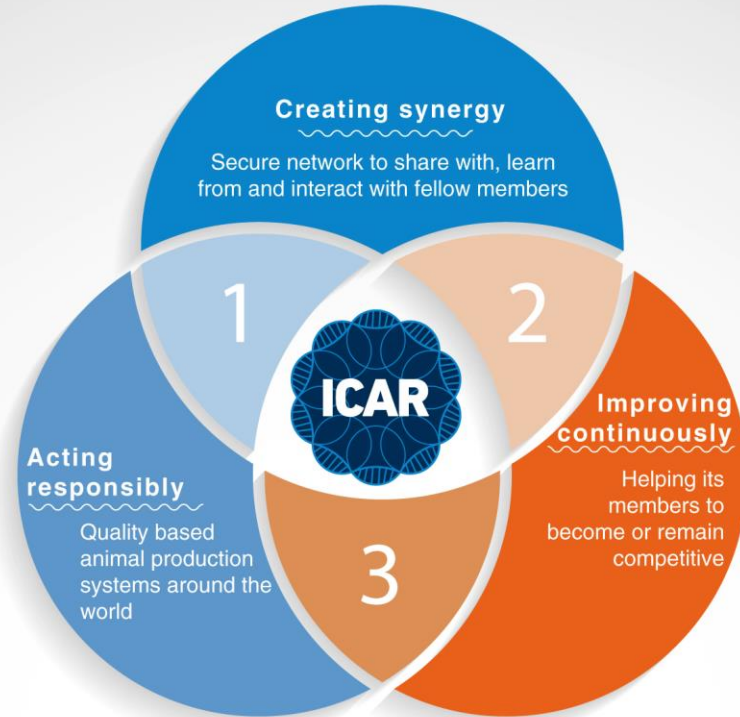 Creating synergy
Secure network to share with, learn
from and interact with fellow members
1
2
ICAR
Improving
continuously
Helping its
members to
become or remain
competitive
Acting
responsibly
Quality based
animal production
systems around the
world
3